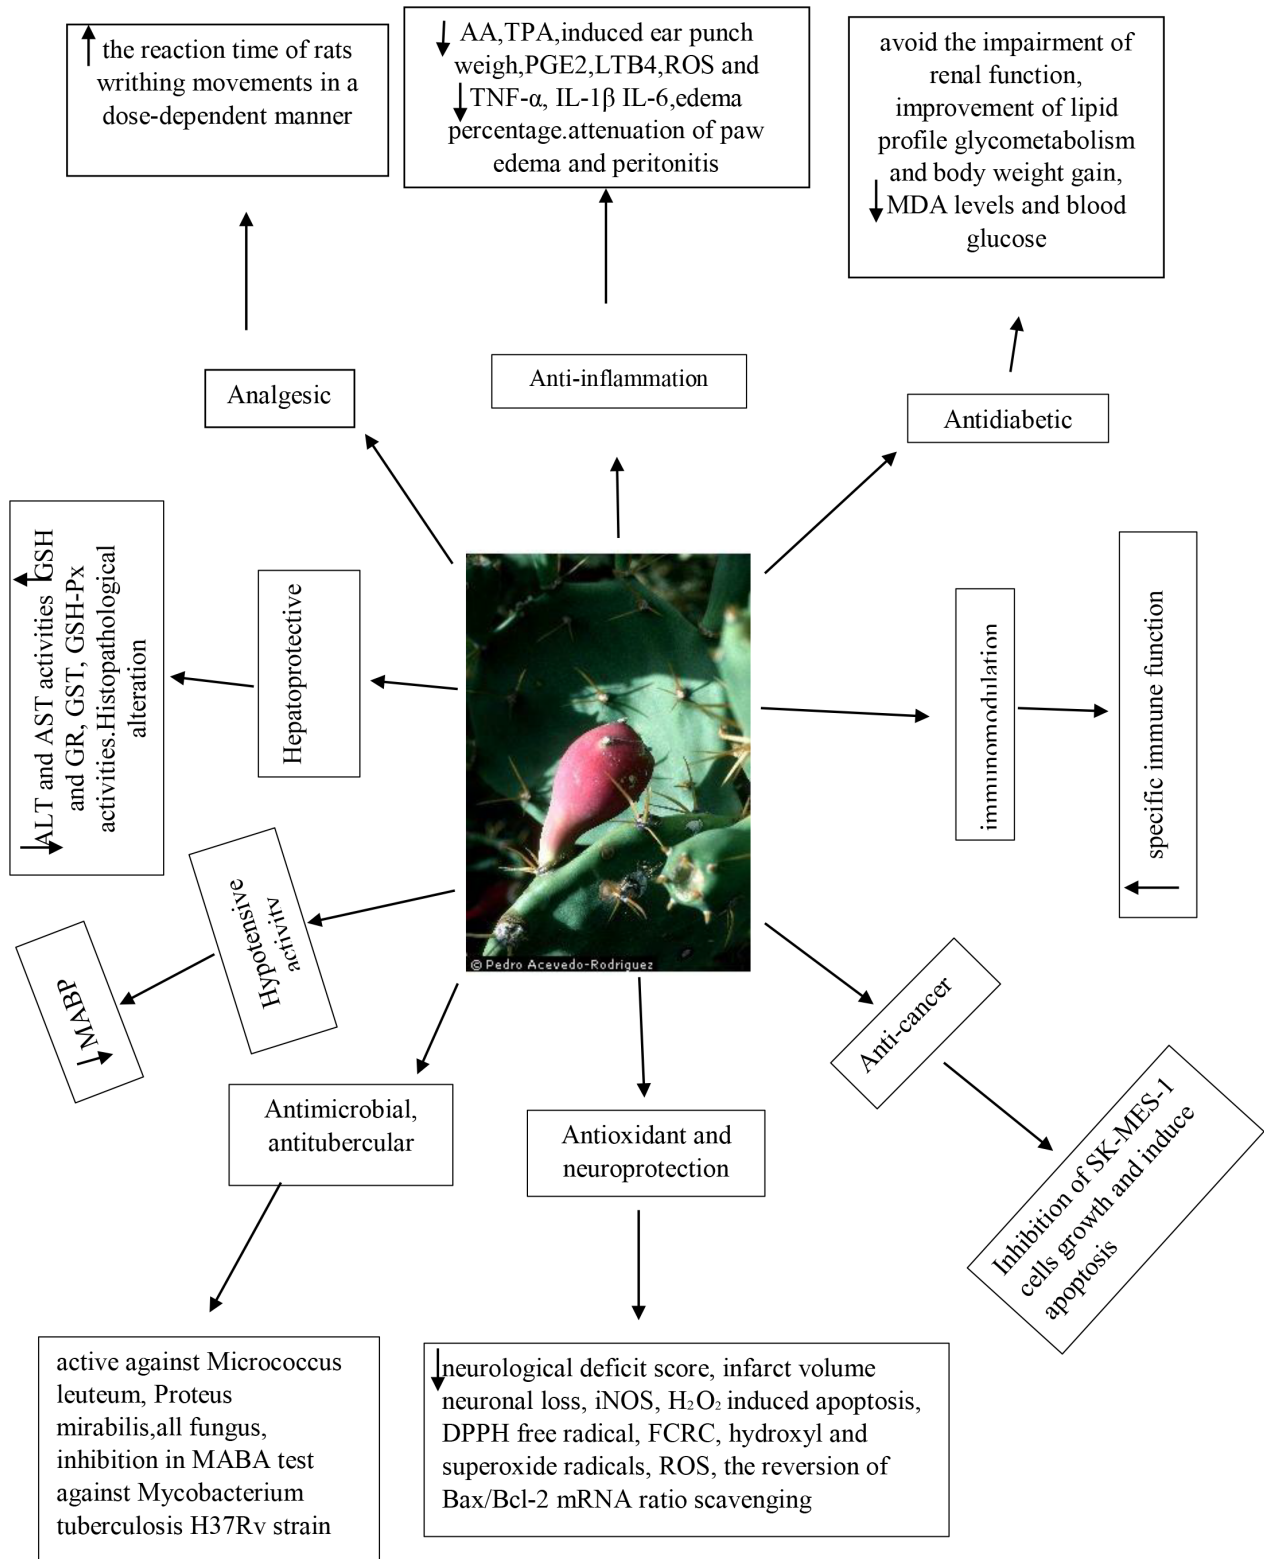 the reaction time of rats
writhing movements in a
dose-dependent manner
AA,TPA,induced ear punch
weigh,PGE2,LTB4,ROS and
TNF-α, IL-1β IL-6,edema
percentage.attenuation of paw
edema and peritonitis
avoid the impairment of
renal function,
improvement of lipid
profile glycometabolism
and body weight gain,
MDA levels and blood
glucose
Analgesic
Anti-inflammation
Antidiabetic
ALT and AST activities GSH
and GR, GST, GSH-Px
activities.Histopathological
alteration
Hepatoprotective
immunomodulation
specific immune function
Hypotensive
activity
MABP
© Pedro Acevedo-Rodriguez
Anti-cancer
Inhibition of SK-MES-1
cells growth and induce
apoptosis
Antimicrobial,
antitubercular
Antioxidant and
neuroprotection
active against Micrococcus
leuteum, Proteus
mirabilis,all fungus,
inhibition in MABA test
against Mycobacterium
tuberculosis H37Rv strain
neurological deficit score, infarct volume
neuronal loss, iNOS, H₂O₂ induced apoptosis,
DPPH free radical, FCRC, hydroxyl and
superoxide radicals, ROS, the reversion of
Bax/Bcl-2 mRNA ratio scavenging